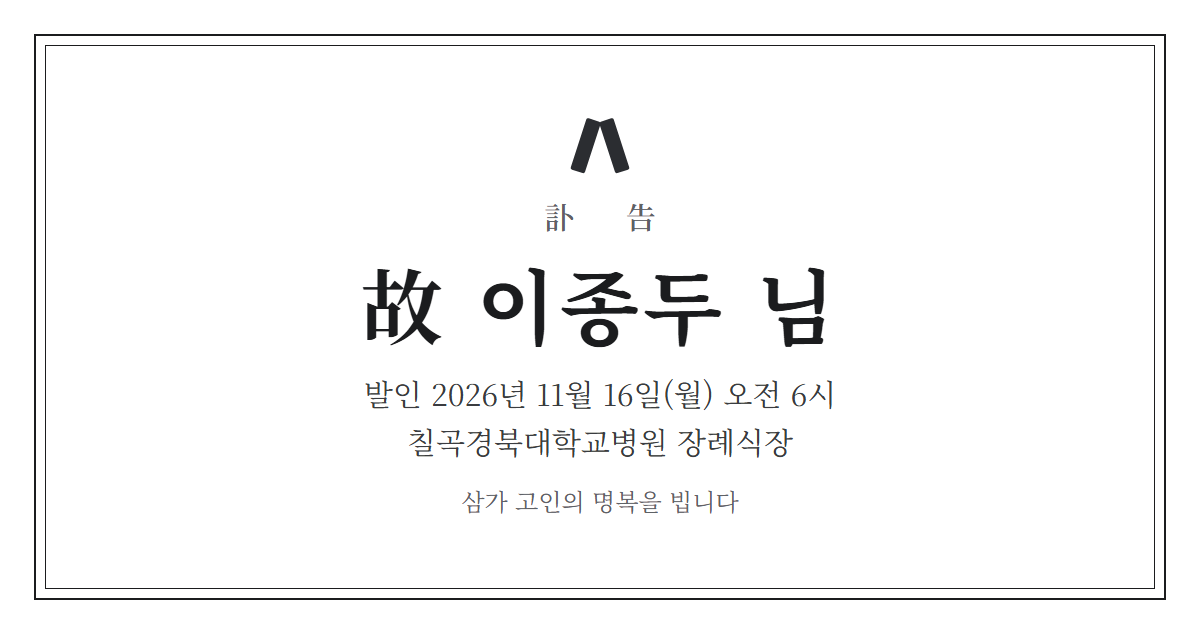 訃 告
故 이종두 님
발인 2026년 11월 16일(월) 오전 6시
칠곡경북대학교병원 장례식장
삼가 고인의 명복을 빕니다